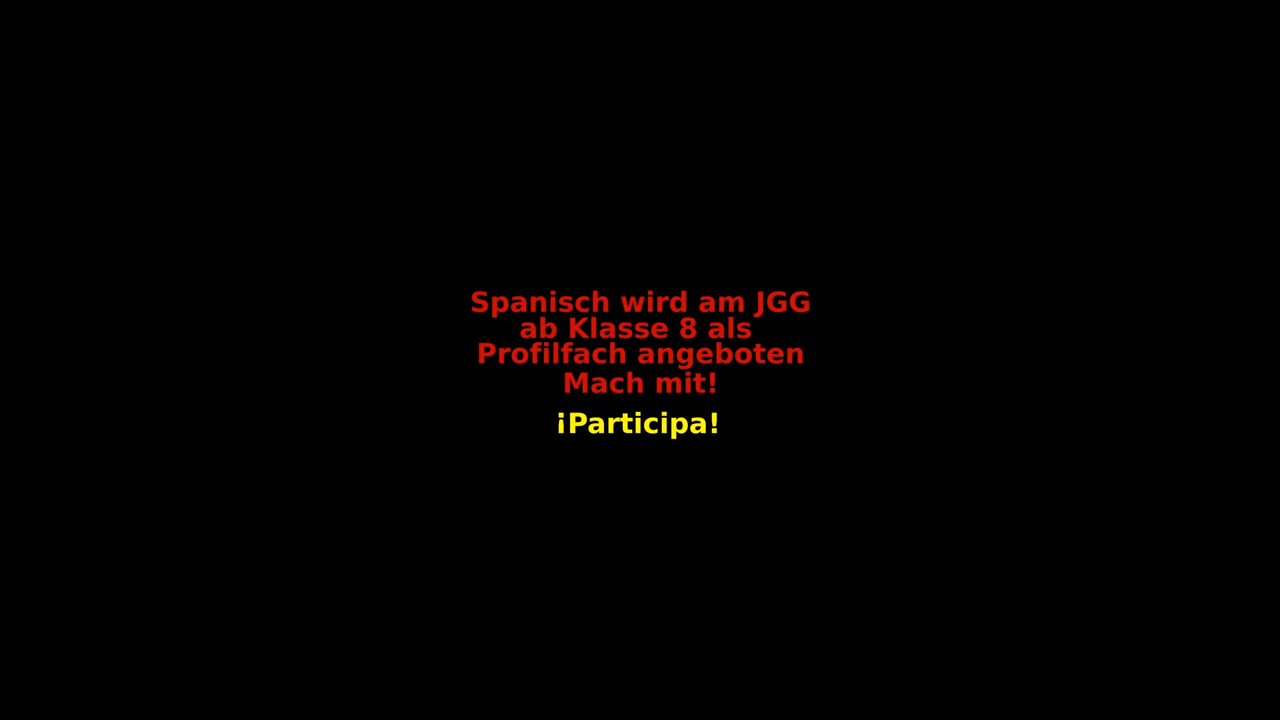 Spanisch wird am JGG
ab Klasse 8 als
Profilfach angeboten
Mach mit!
¡Participa!